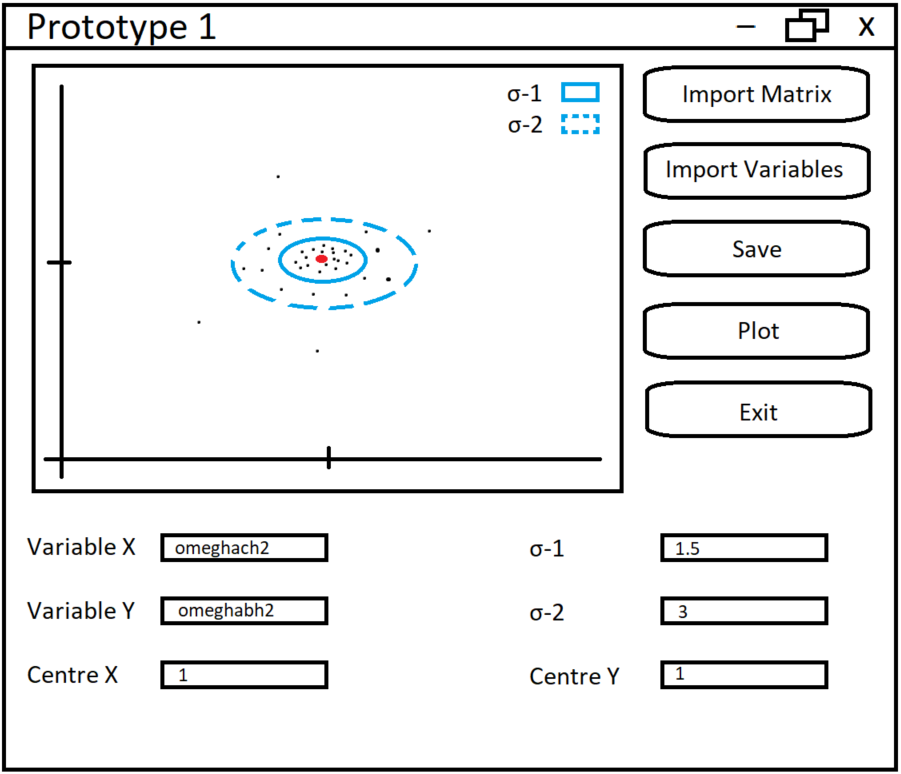 Prototype 1
σ-1
σ-2
Import Matrix
Import Variables
Save
Plot
Exit
Variable X omeghach2
σ-1 1.5
Variable Y omeghabh2
σ-2 3
Centre X 1
Centre Y 1